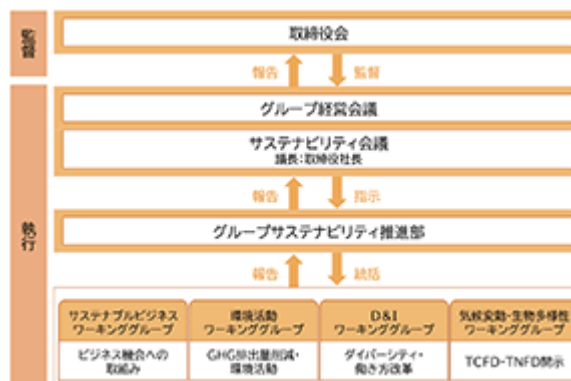 監督
取締役会
報告
監督
執行
グループ経営会議
サステナビリティ会議
議長:取締役社長
報告
指示
グループサステナビリティ推進部
報告
統括
サステナブルビジネス
ワーキンググループ
ビジネス機会への
取組み
環境活動
ワーキンググループ
GHG排出量削減・
環境活動
D&I
ワーキンググループ
ダイバーシティ・
働き方改革
気候変動・生物多様性
ワーキンググループ
TCFD・TNFD開示